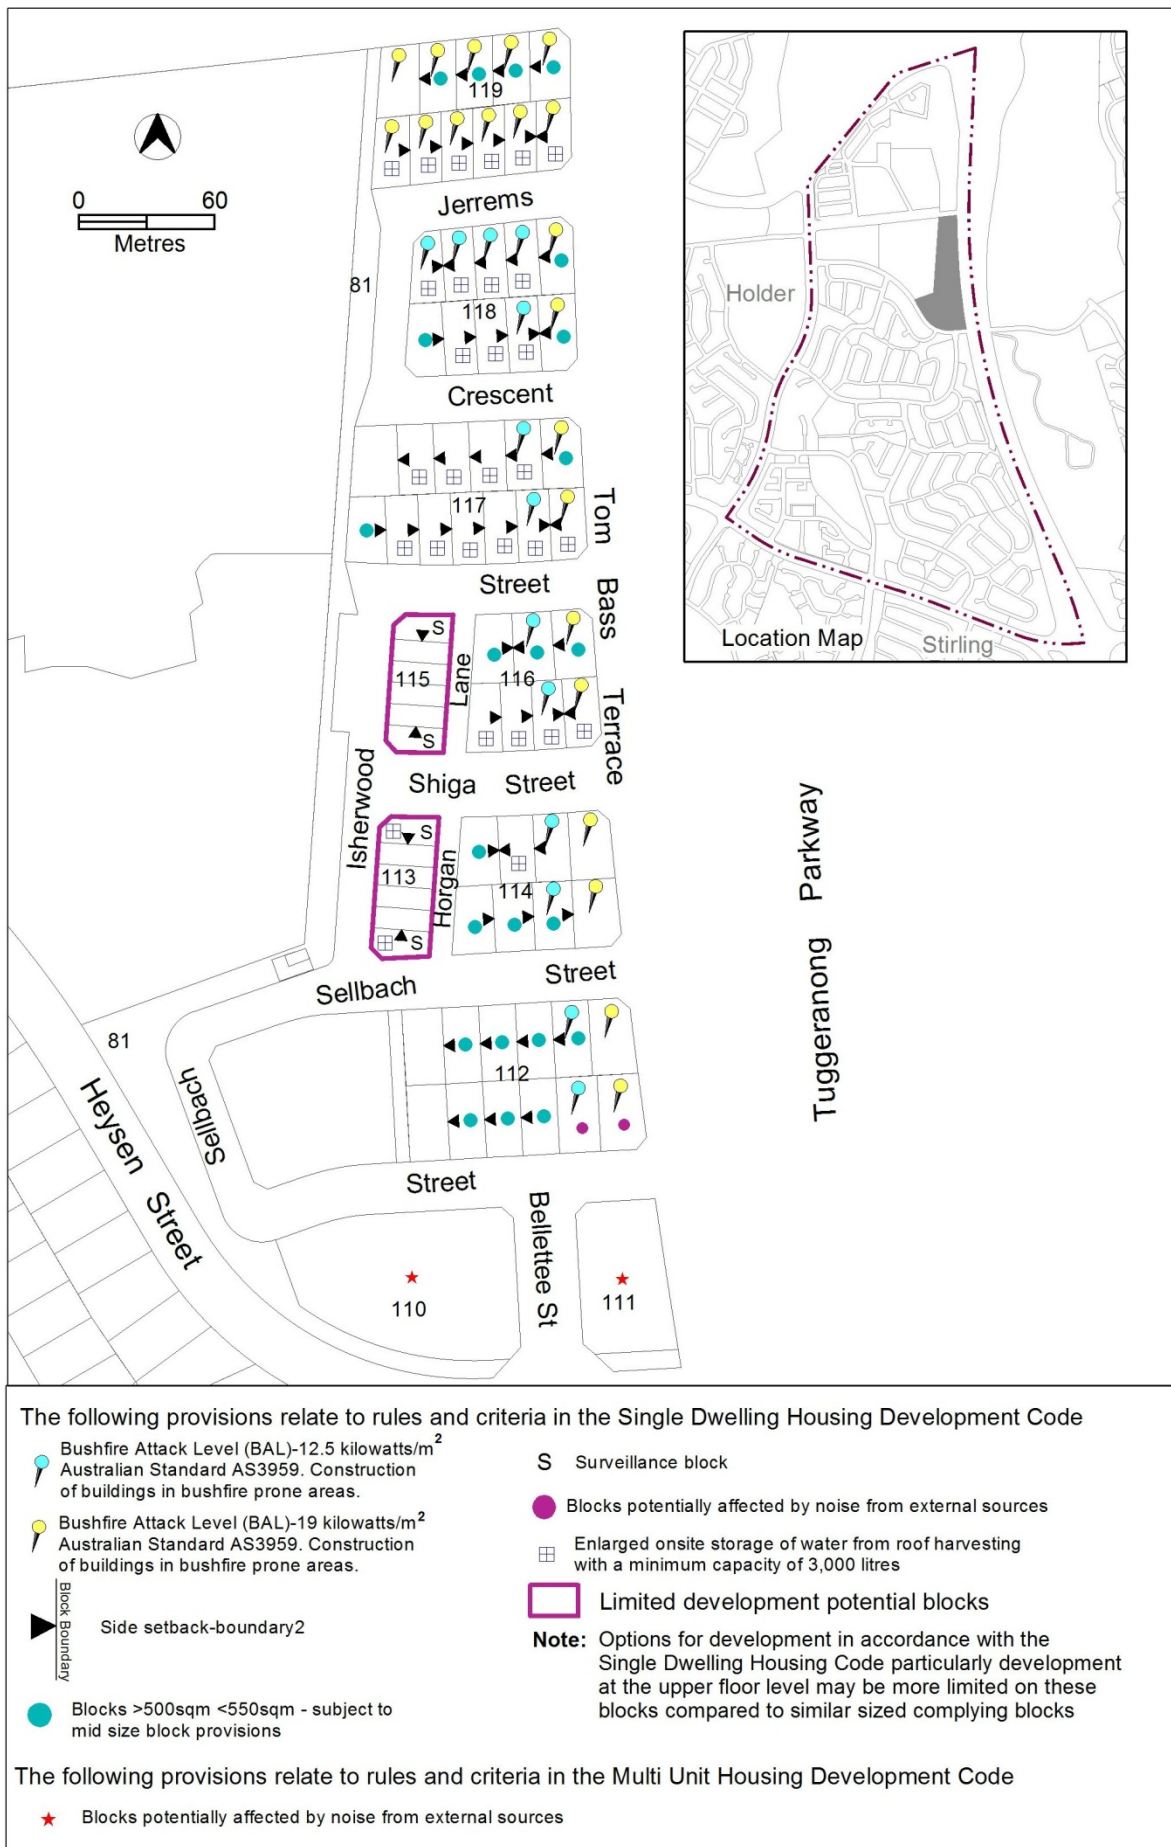 119
0 60
Metres
Jerrems
81
118
Crescent
117
Tom
Street
Bass
115
Lane
116
Terrace
Isherwood
Shiga Street
113
Horgan
114
Sellbach
Street
Tuggeranong Parkway
81
112
Sellbach
Heysen Street
Street
Bellettee St
110
111
S
S
S
S
Holder
Location Map
Stirling
The following provisions relate to rules and criteria in the Single Dwelling Housing Development Code
Bushfire Attack Level (BAL)-12.5 kilowatts/m²
Australian Standard AS3959. Construction
of buildings in bushfire prone areas.
Bushfire Attack Level (BAL)-19 kilowatts/m²
Australian Standard AS3959. Construction
of buildings in bushfire prone areas.
Block Boundary
Side setback-boundary2
Blocks >500sqm <550sqm - subject to
mid size block provisions
S Surveillance block
Blocks potentially affected by noise from external sources
Enlarged onsite storage of water from roof harvesting
with a minimum capacity of 3,000 litres
Limited development potential blocks
Note: Options for development in accordance with the
Single Dwelling Housing Code particularly development
at the upper floor level may be more limited on these
blocks compared to similar sized complying blocks
The following provisions relate to rules and criteria in the Multi Unit Housing Development Code
Blocks potentially affected by noise from external sources